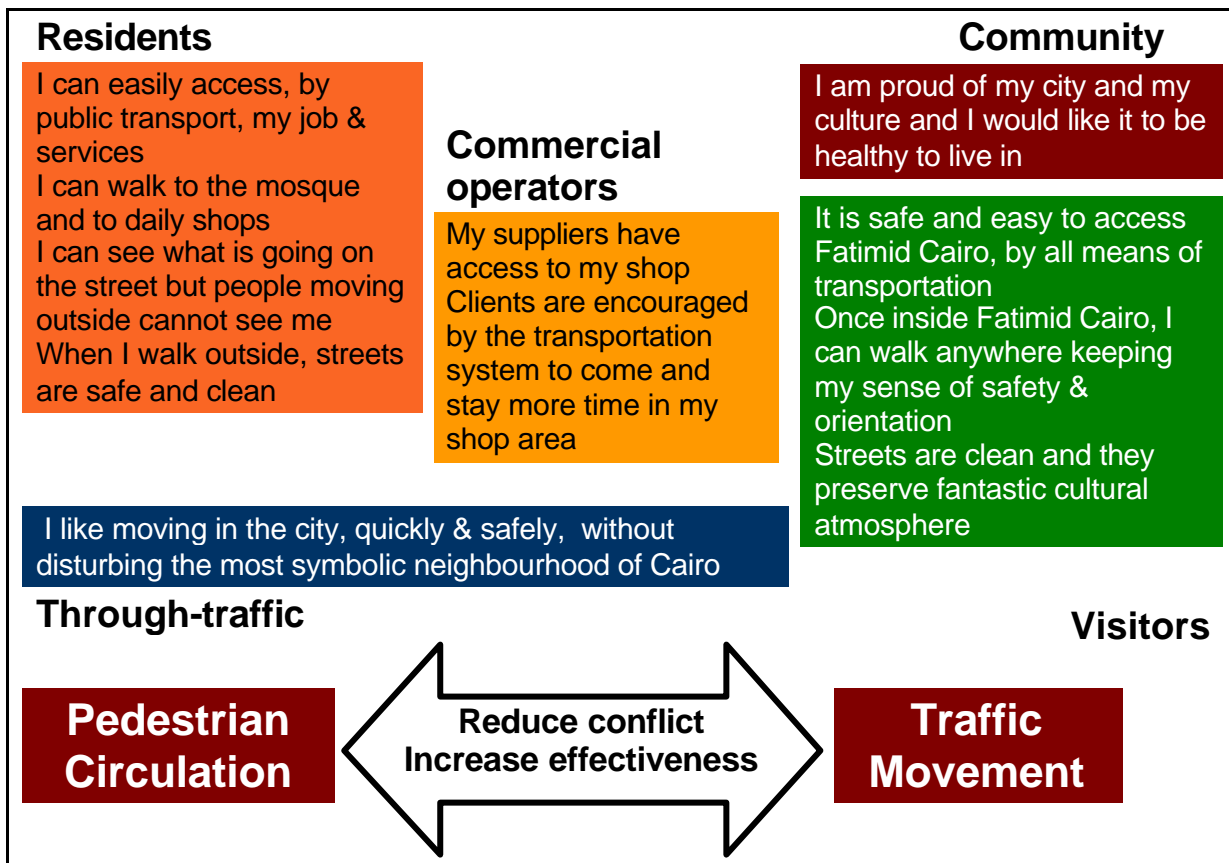 Residents
I can easily access, by
public transport, my job &
services
I can walk to the mosque
and to daily shops
I can see what is going on
the street but people moving
outside cannot see me
When I walk outside, streets
are safe and clean
Commercial
operators
My suppliers have
access to my shop
Clients are encouraged
by the transportation
system to come and
stay more time in my
shop area
Community
I am proud of my city and my
culture and I would like it to be
healthy to live in
It is safe and easy to access
Fatimid Cairo, by all means of
transportation
Once inside Fatimid Cairo, I
can walk anywhere keeping
my sense of safety &
orientation
Streets are clean and they
preserve fantastic cultural
atmosphere
Visitors
I like moving in the city, quickly & safely, without
disturbing the most symbolic neighbourhood of Cairo
Through-traffic
Pedestrian
Circulation
Reduce conflict
Increase effectiveness
Traffic
Movement